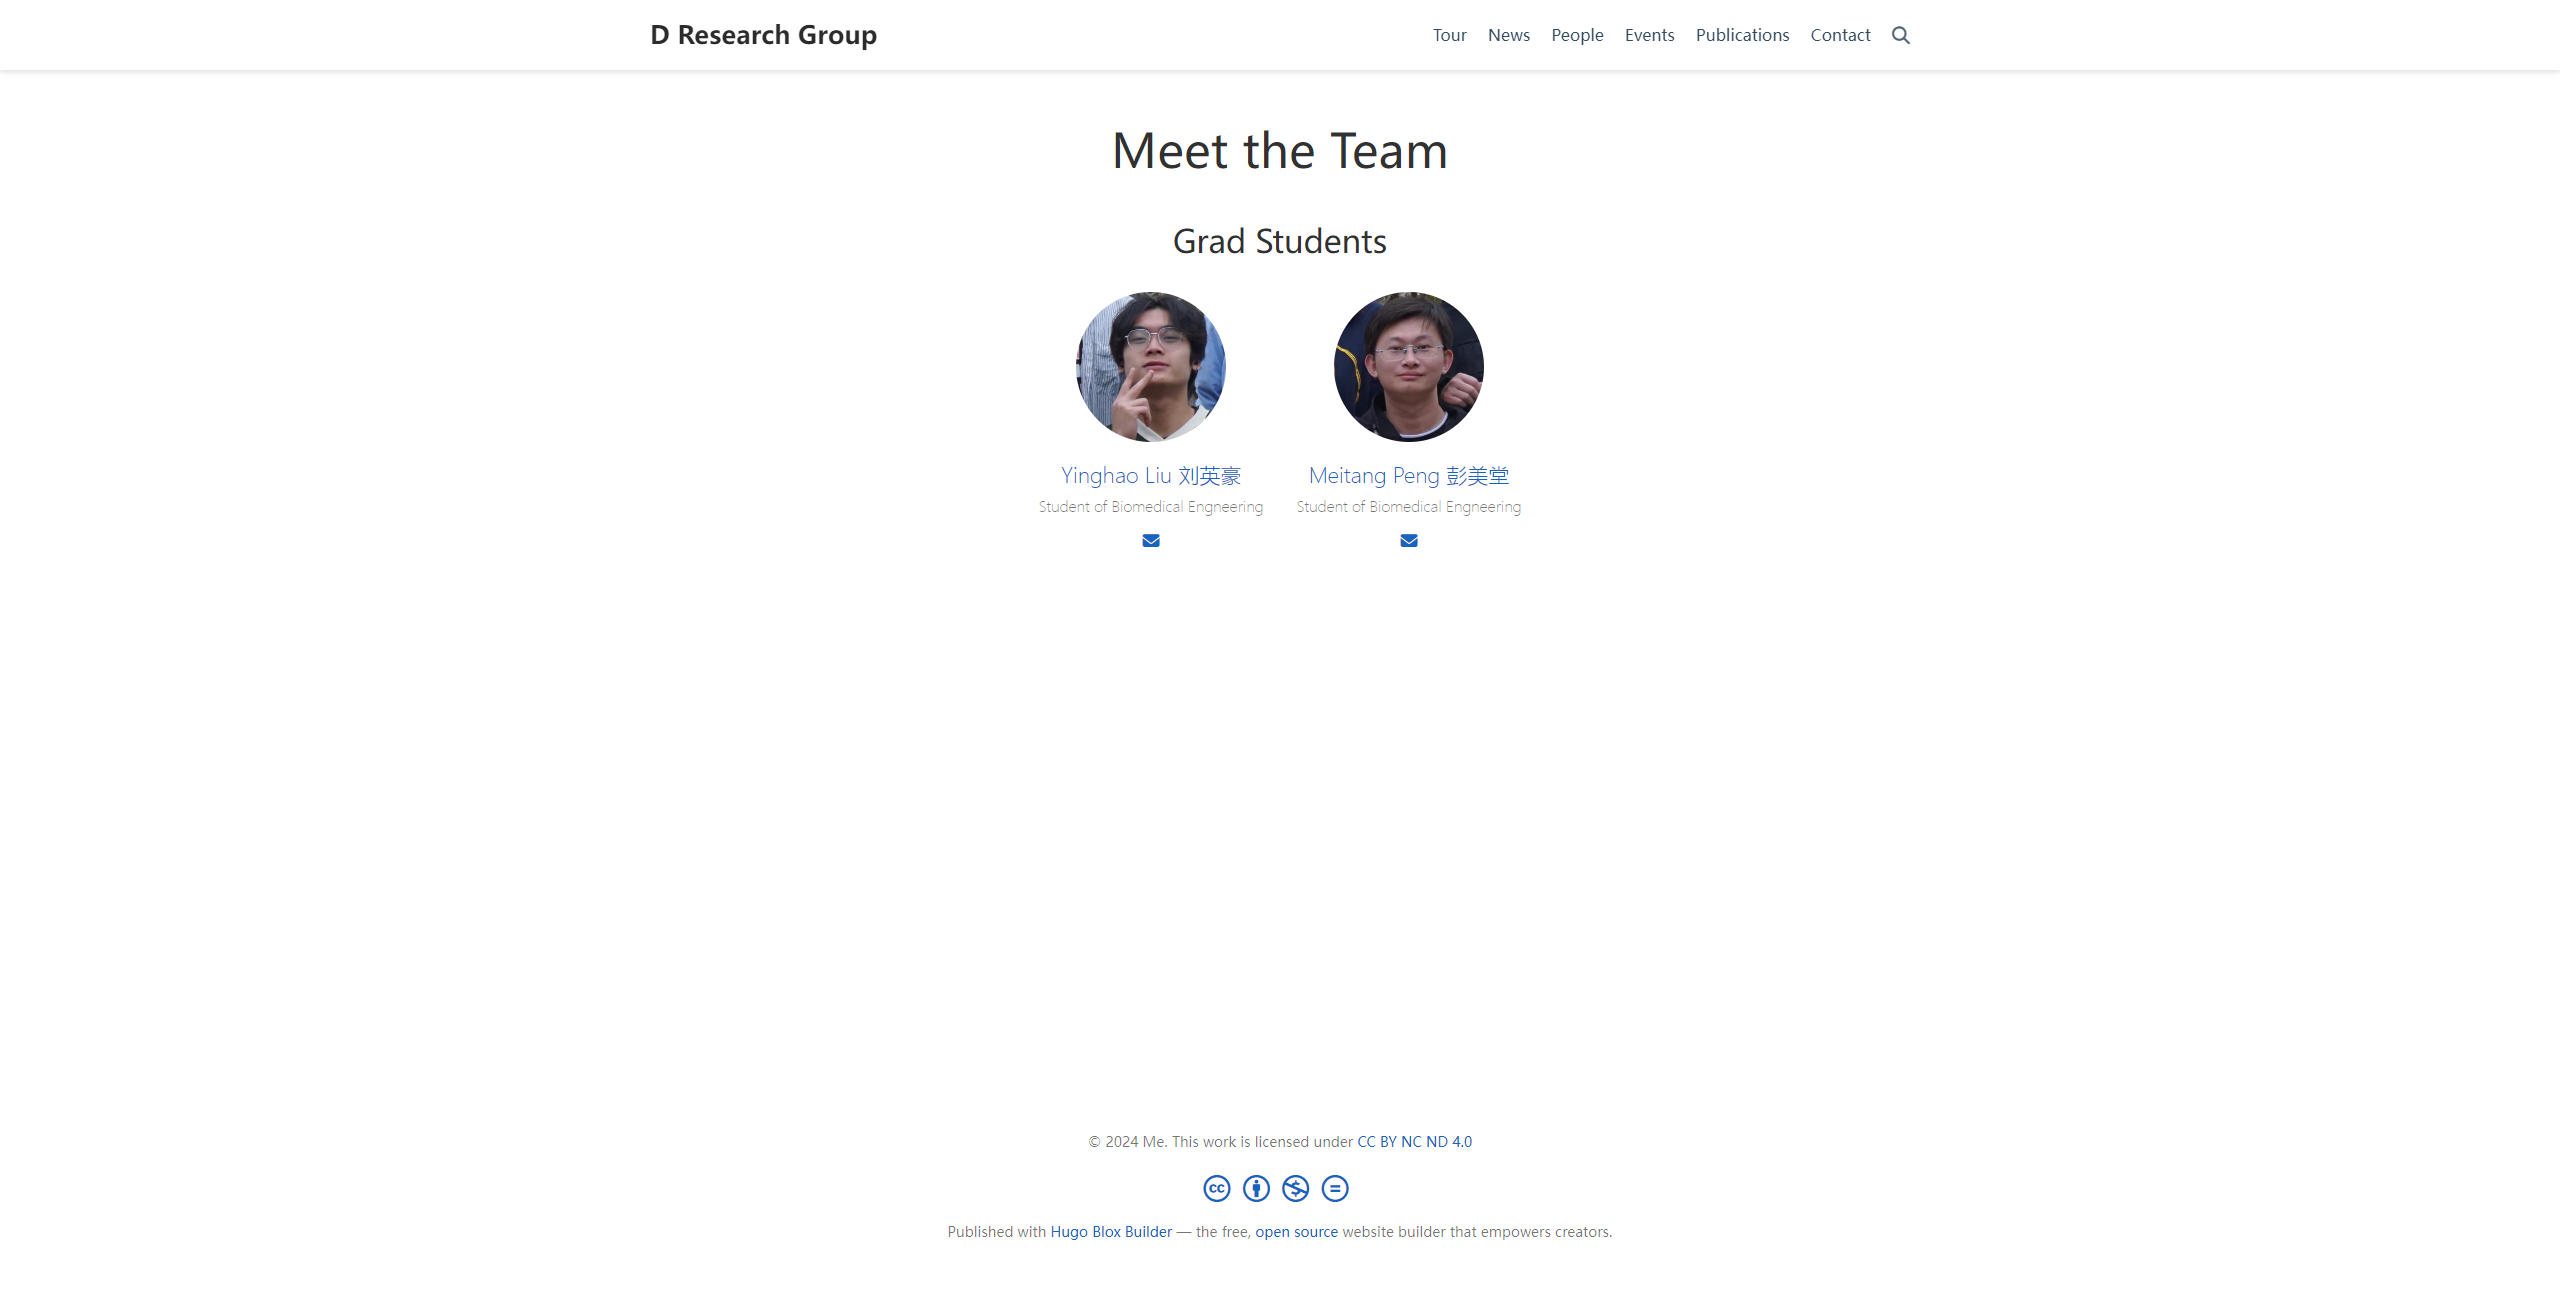 D Research Group
Tour News People Events Publications Contact
Meet the Team
Grad Students
Yinghao Liu 刘英豪
Student of Biomedical Engneering
Meitang Peng 彭美堂
Student of Biomedical Engneering
© 2024 Me. This work is licensed under CC BY NC ND 4.0
Published with Hugo Blox Builder — the free, open source website builder that empowers creators.